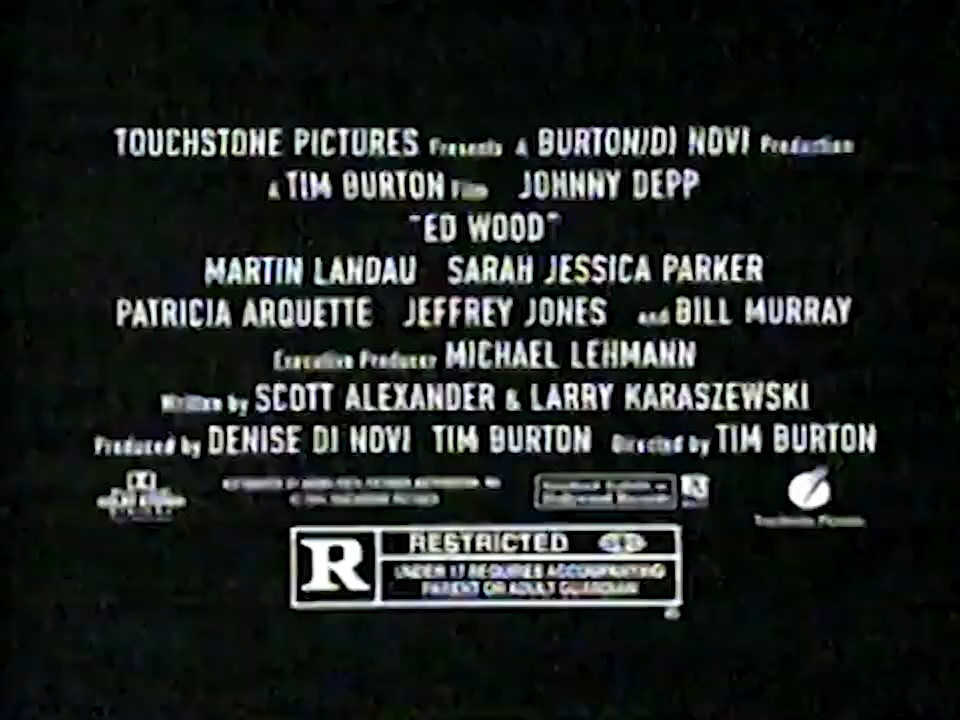 TOUCHSTONE PICTURES Presents A BURTON/DI NOVI Production
A TIM BURTON Film JOHNNY DEPP
"ED WOOD"
MARTIN LANDAU SARAH JESSICA PARKER
PATRICIA ARQUETTE JEFFREY JONES and BILL MURRAY
Executive Producer MICHAEL LEHMANN
Written by SCOTT ALEXANDER & LARRY KARASZEWSKI
Produced by DENISE DI NOVI TIM BURTON Directed by TIM BURTON
Touchstone Pictures
R RESTRICTED
UNDER 17 REQUIRES ACCOMPANYING
PARENT OR ADULT GUARDIAN